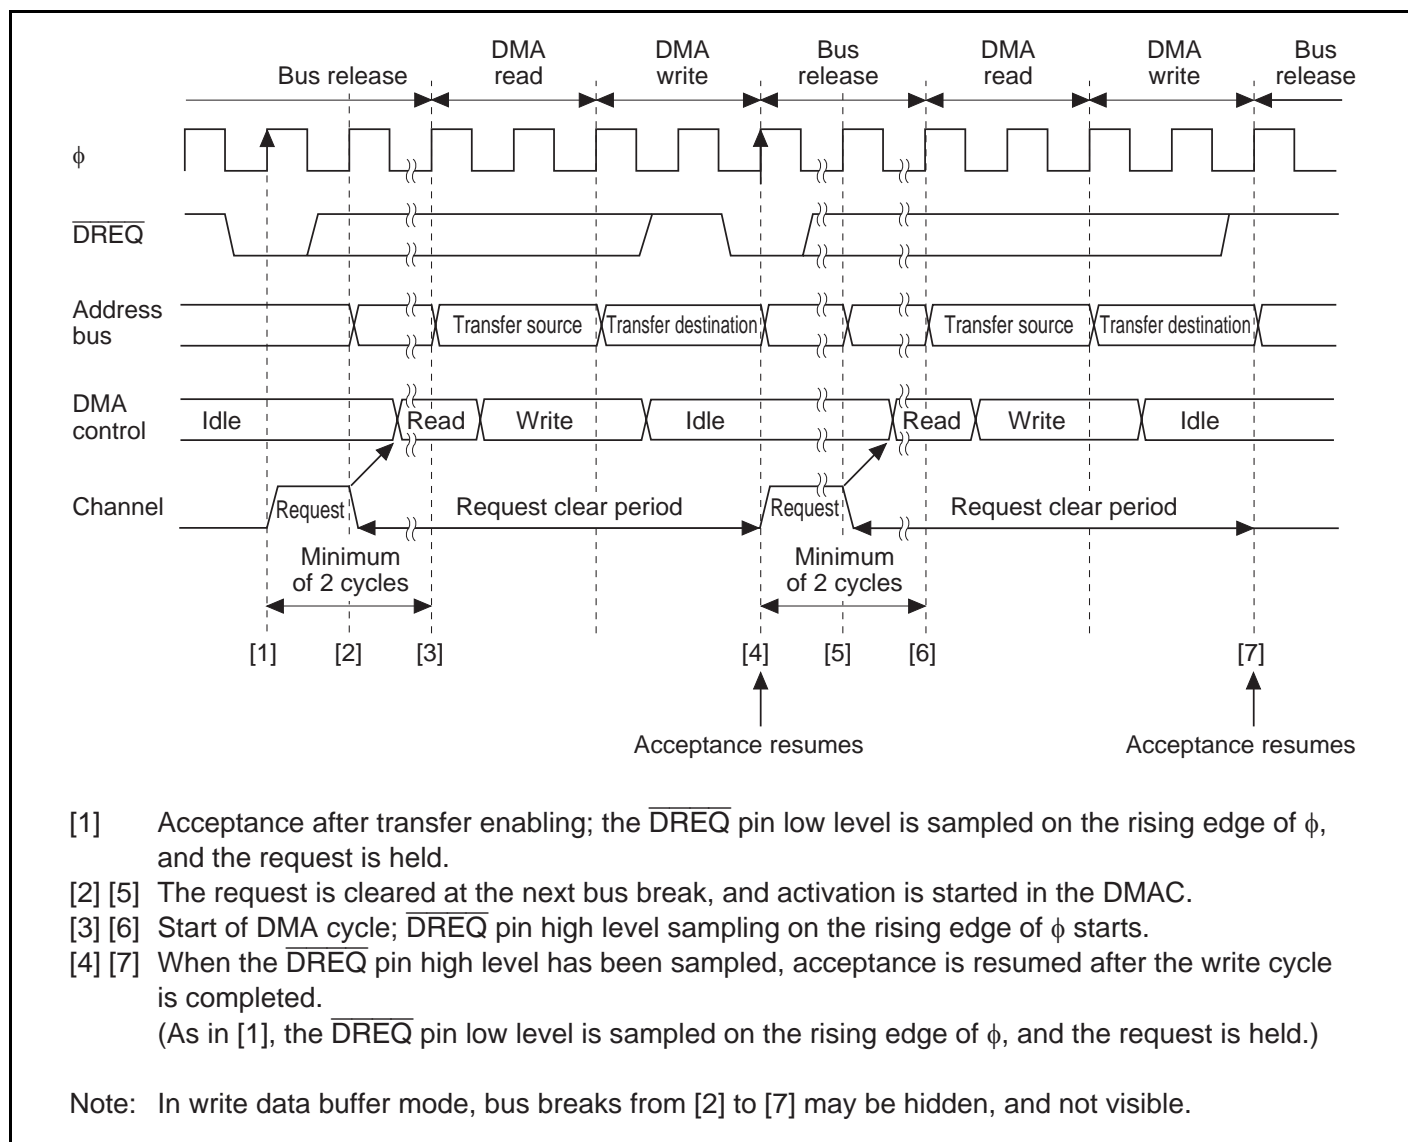 DMA DMA Bus DMA DMA Bus
Bus release read write release read write release
ϕ
DREQ
Address
bus
Transfer source Transfer destination Transfer source Transfer destination
DMA
control
Idle Read Write Idle Read Write Idle
Channel
Request Request clear period Request Request clear period
Minimum Minimum
of 2 cycles of 2 cycles
[1] [2] [3] [4] [5] [6] [7]
Acceptance resumes Acceptance resumes
[1] Acceptance after transfer enabling; the DREQ pin low level is sampled on the rising edge of ϕ,
and the request is held.
[2] [5] The request is cleared at the next bus break, and activation is started in the DMAC.
[3] [6] Start of DMA cycle; DREQ pin high level sampling on the rising edge of ϕ starts.
[4] [7] When the DREQ pin high level has been sampled, acceptance is resumed after the write cycle
is completed.
(As in [1], the DREQ pin low level is sampled on the rising edge of ϕ, and the request is held.)
Note: In write data buffer mode, bus breaks from [2] to [7] may be hidden, and not visible.